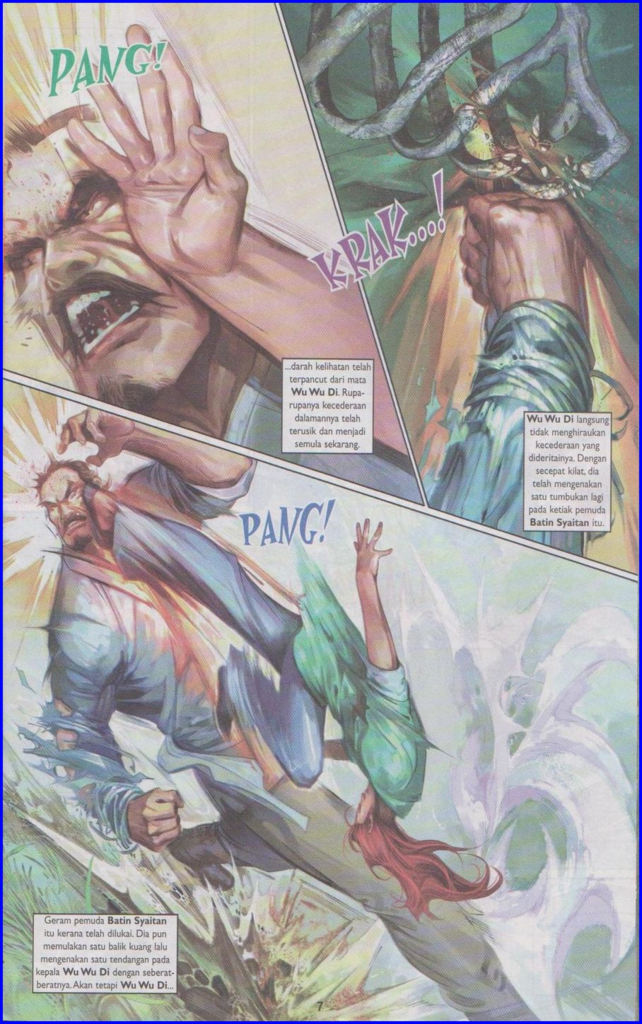 PANG!
KRAK....!
...darah kelihatan telah
terpancut dari mata
Wu Wu Di. Rupa-
rupanya kecederaan
dalamannya telah
terusik dan menjadi
semula sekarang.
Wu Wu Di langsung
tidak menghiraukan
kecederaan yang
dideritainya. Dengan
secepat kilat, dia
telah mengenakan
satu tumbukan lagi
pada ketiak pemuda
Batin Syaitan itu.
PANG!
Geram pemuda Batin Syaitan
itu kerana telah dilukai. Dia pun
memulakan satu balik kuang lalu
mengenakan satu tendangan pada
kepala Wu Wu Di dengan seberat-
beratnya. Akan tetapi Wu Wu Di...
7